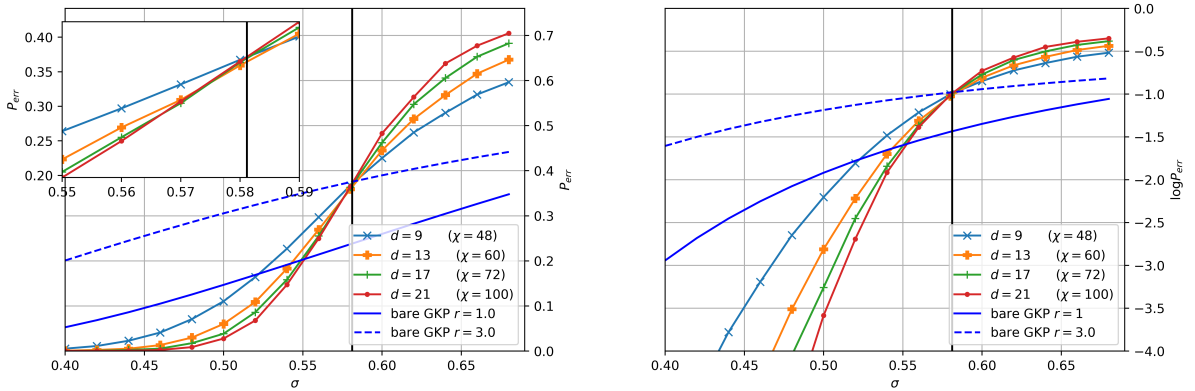 0.40
0.35
0.30
0.25
0.20
P_err
0.55
0.56
0.57
0.58
0.59
0.7
0.6
0.5
0.4
0.3
0.2
0.1
0.0
P_err
d = 9 (χ = 48)
d = 13 (χ = 60)
d = 17 (χ = 72)
d = 21 (χ = 100)
bare GKP r = 1.0
bare GKP r = 3.0
0.40 0.45 0.50 0.55 0.60 0.65
σ
0.0
−0.5
−1.0
−1.5
−2.0
−2.5
−3.0
−3.5
−4.0
logP_err
d = 9 (χ = 48)
d = 13 (χ = 60)
d = 17 (χ = 72)
d = 21 (χ = 100)
bare GKP r = 1
bare GKP r = 3.0
0.40 0.45 0.50 0.55 0.60 0.65
σ